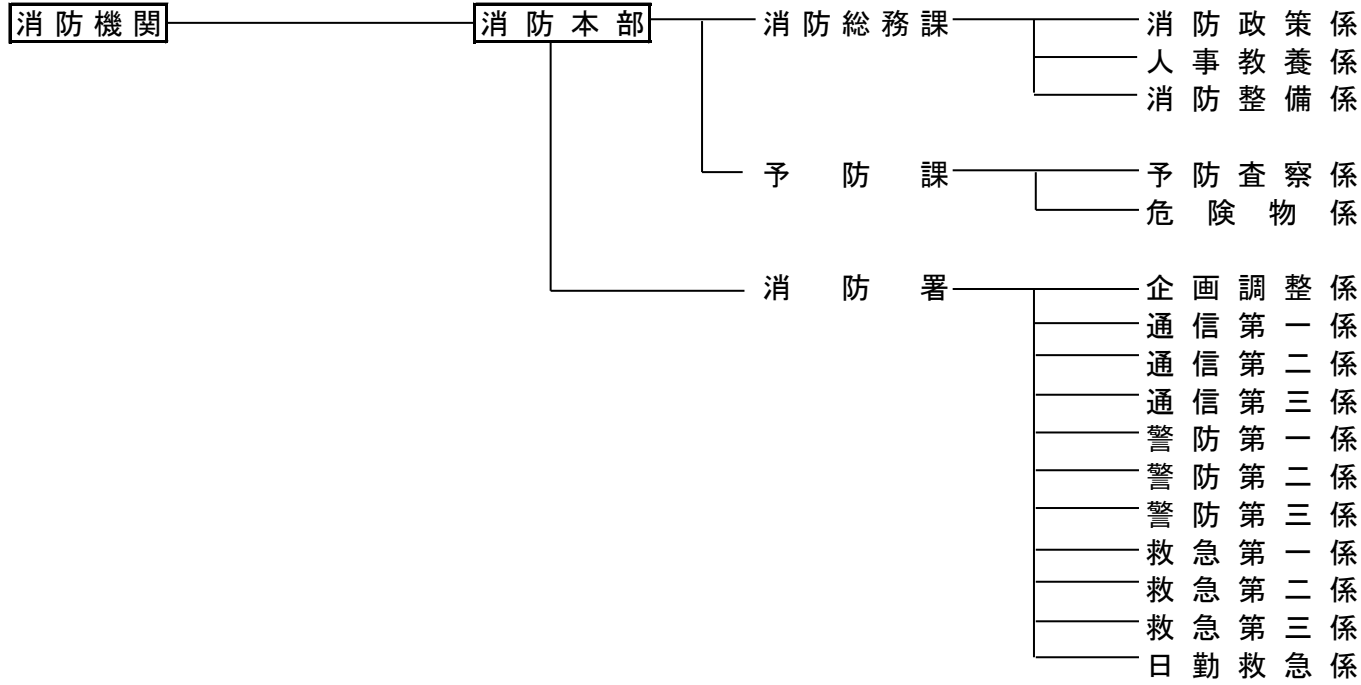 消防機関 消防本部 消防総務課 消防政策係
人事教養係
消防整備係
予防課 予防査察係
危険物係
消防署 企画調整係
通信第一係
通信第二係
通信第三係
警防第一係
警防第二係
警防第三係
救急第一係
救急第二係
救急第三係
日勤救急係